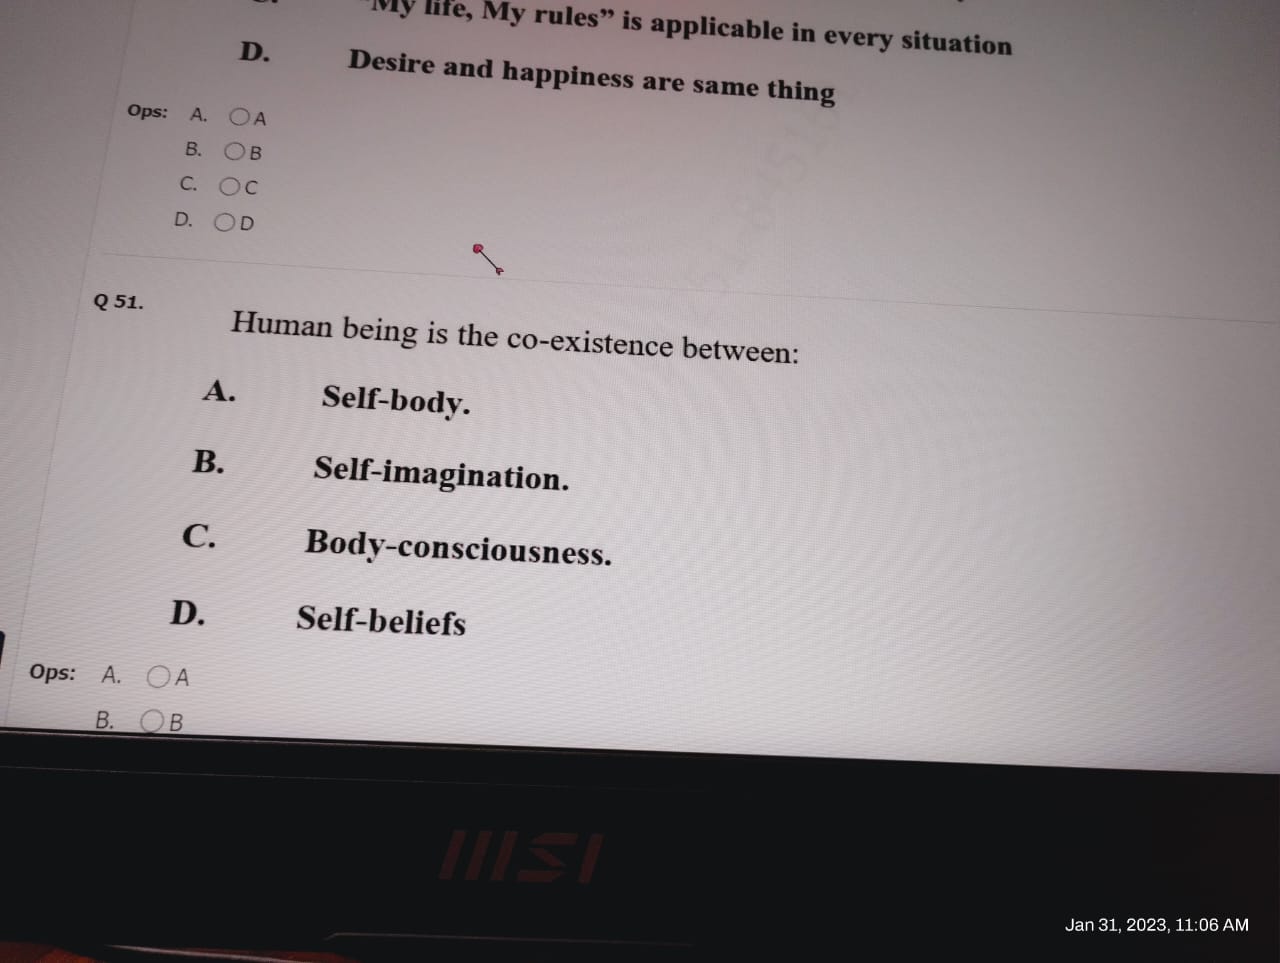 "My life, My rules" is applicable in every situation
D. Desire and happiness are same thing
Ops: A. A
B. B
C. C
D. D
Q 51. Human being is the co-existence between:
A. Self-body.
B. Self-imagination.
C. Body-consciousness.
D. Self-beliefs
Ops: A. A
B. B
msi
Jan 31, 2023, 11:06 AM